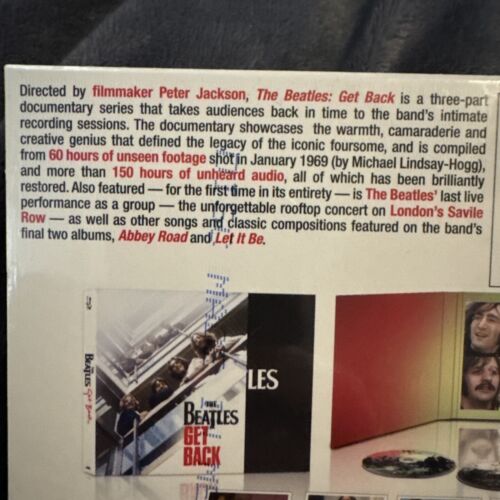 Directed by filmmaker Peter Jackson, The Beatles: Get Back is a three-part
documentary series that takes audiences back in time to the band's intimate
recording sessions. The documentary showcases the warmth, camaraderie and
creative genius that defined the legacy of the iconic foursome, and is compiled
from 60 hours of unseen footage shot in January 1969 (by Michael Lindsay-Hogg),
and more than 150 hours of unheard audio, all of which has been brilliantly
restored. Also featured — for the first time in its entirety — is The Beatles' last live
performance as a group — the unforgettable rooftop concert on London's Savile
Row — as well as other songs and classic compositions featured on the band's
final two albums, Abbey Road and Let It Be.
THE
BEATLES
Get Back
LES
THE
BEATLES
GET
BACK